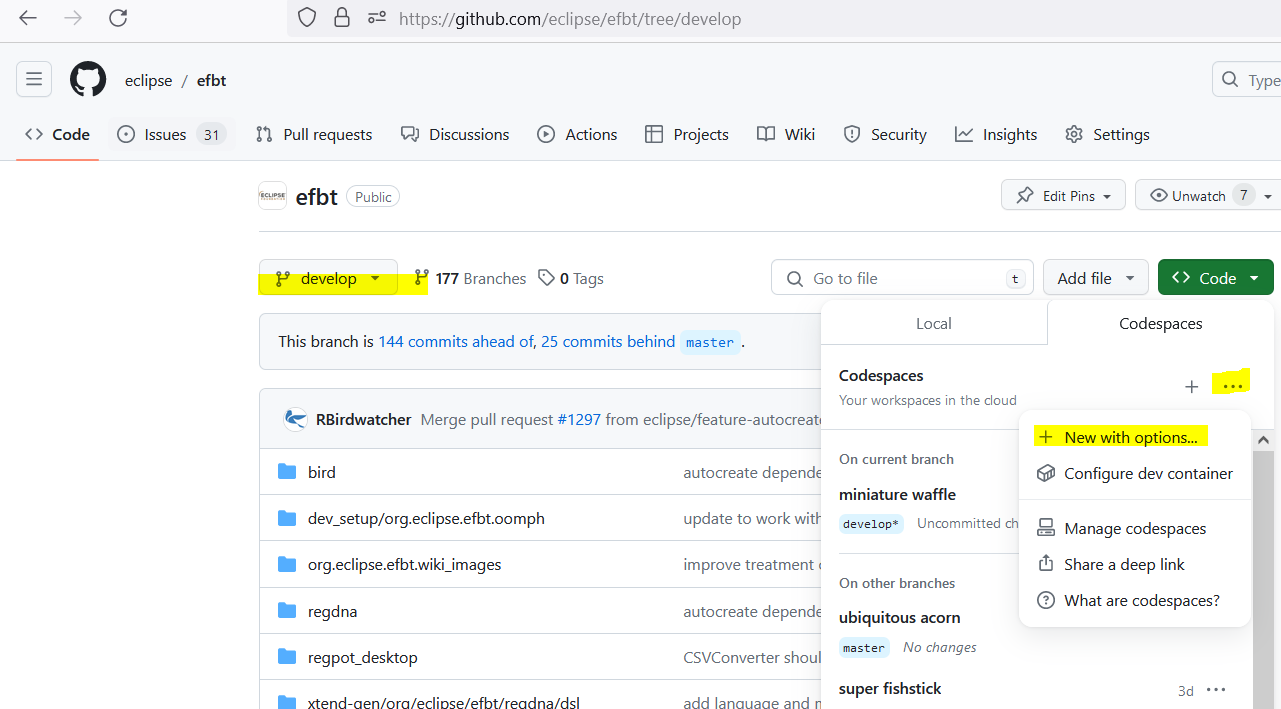 https://github.com/eclipse/efbt/tree/develop
eclipse / efbt
Type
Code Issues 31 Pull requests Discussions Actions Projects Wiki Security Insights Settings
ECLIPSE efbt Public Edit Pins Unwatch 7
develop 177 Branches 0 Tags Go to file t Add file Code
Local Codespaces
This branch is 144 commits ahead of, 25 commits behind master .
Codespaces
Your workspaces in the cloud
New with options...
Configure dev container
Manage codespaces
Share a deep link
What are codespaces?
On current branch
miniature waffle
develop* Uncommitted ch
On other branches
ubiquitous acorn
master No changes
super fishstick
3d
RBirdwatcher Merge pull request #1297 from eclipse/feature-autocreate
bird autocreate depende
dev_setup/org.eclipse.efbt.oomph update to work with
org.eclipse.efbt.wiki_images improve treatment
regdna autocreate depende
regpot_desktop CSVConverter shoul
xtend-gen/org/eclipse/efbt/regdna/dsl add language and m